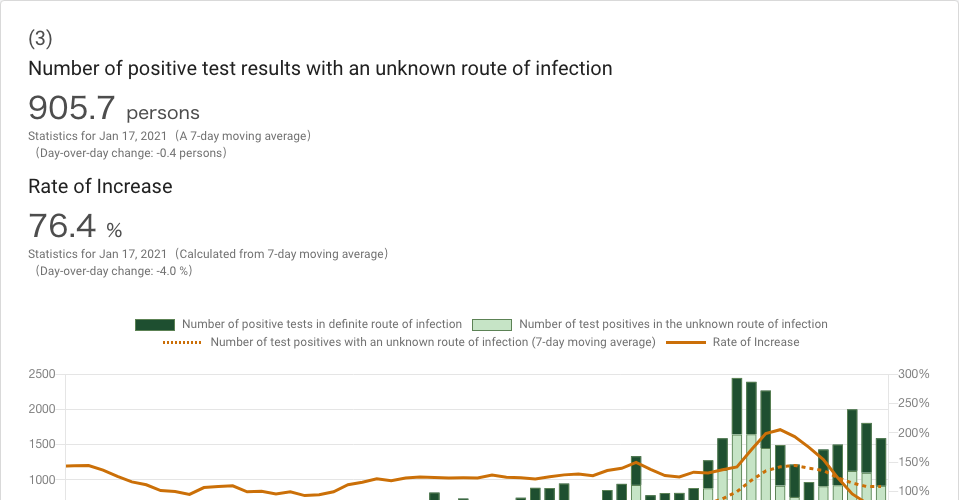 (3)
Number of positive test results with an unknown route of infection
905.7 persons
Statistics for Jan 17, 2021（A 7-day moving average）
（Day-over-day change: -0.4 persons）
Rate of Increase
76.4 %
Statistics for Jan 17, 2021（Calculated from 7-day moving average）
（Day-over-day change: -4.0 %）
Number of positive tests in definite route of infection Number of test positives in the unknown route of infection
Number of test positives with an unknown route of infection (7-day moving average) Rate of Increase
2500 300%
250%
2000
200%
1500
150%
1000
100%